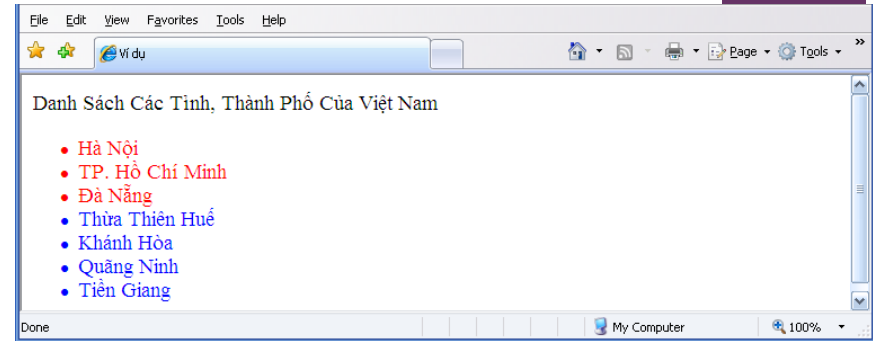 File Edit View Favorites Tools Help
Ví dụ Page Tools »
Danh Sách Các Tỉnh, Thành Phố Của Việt Nam
• Hà Nội
• TP. Hồ Chí Minh
• Đà Nẵng
• Thừa Thiên Huế
• Khánh Hòa
• Quãng Ninh
• Tiền Giang
Done My Computer 100%